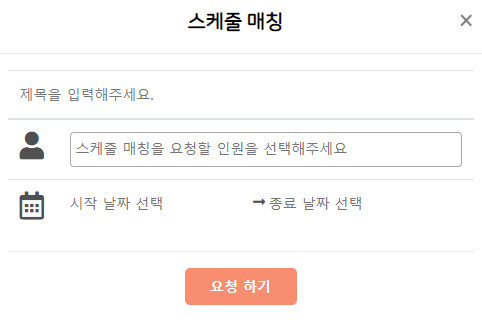 스케줄 매칭
제목을 입력해주세요.
스케줄 매칭을 요청할 인원을 선택해주세요
시작 날짜 선택 → 종료 날짜 선택
요청 하기